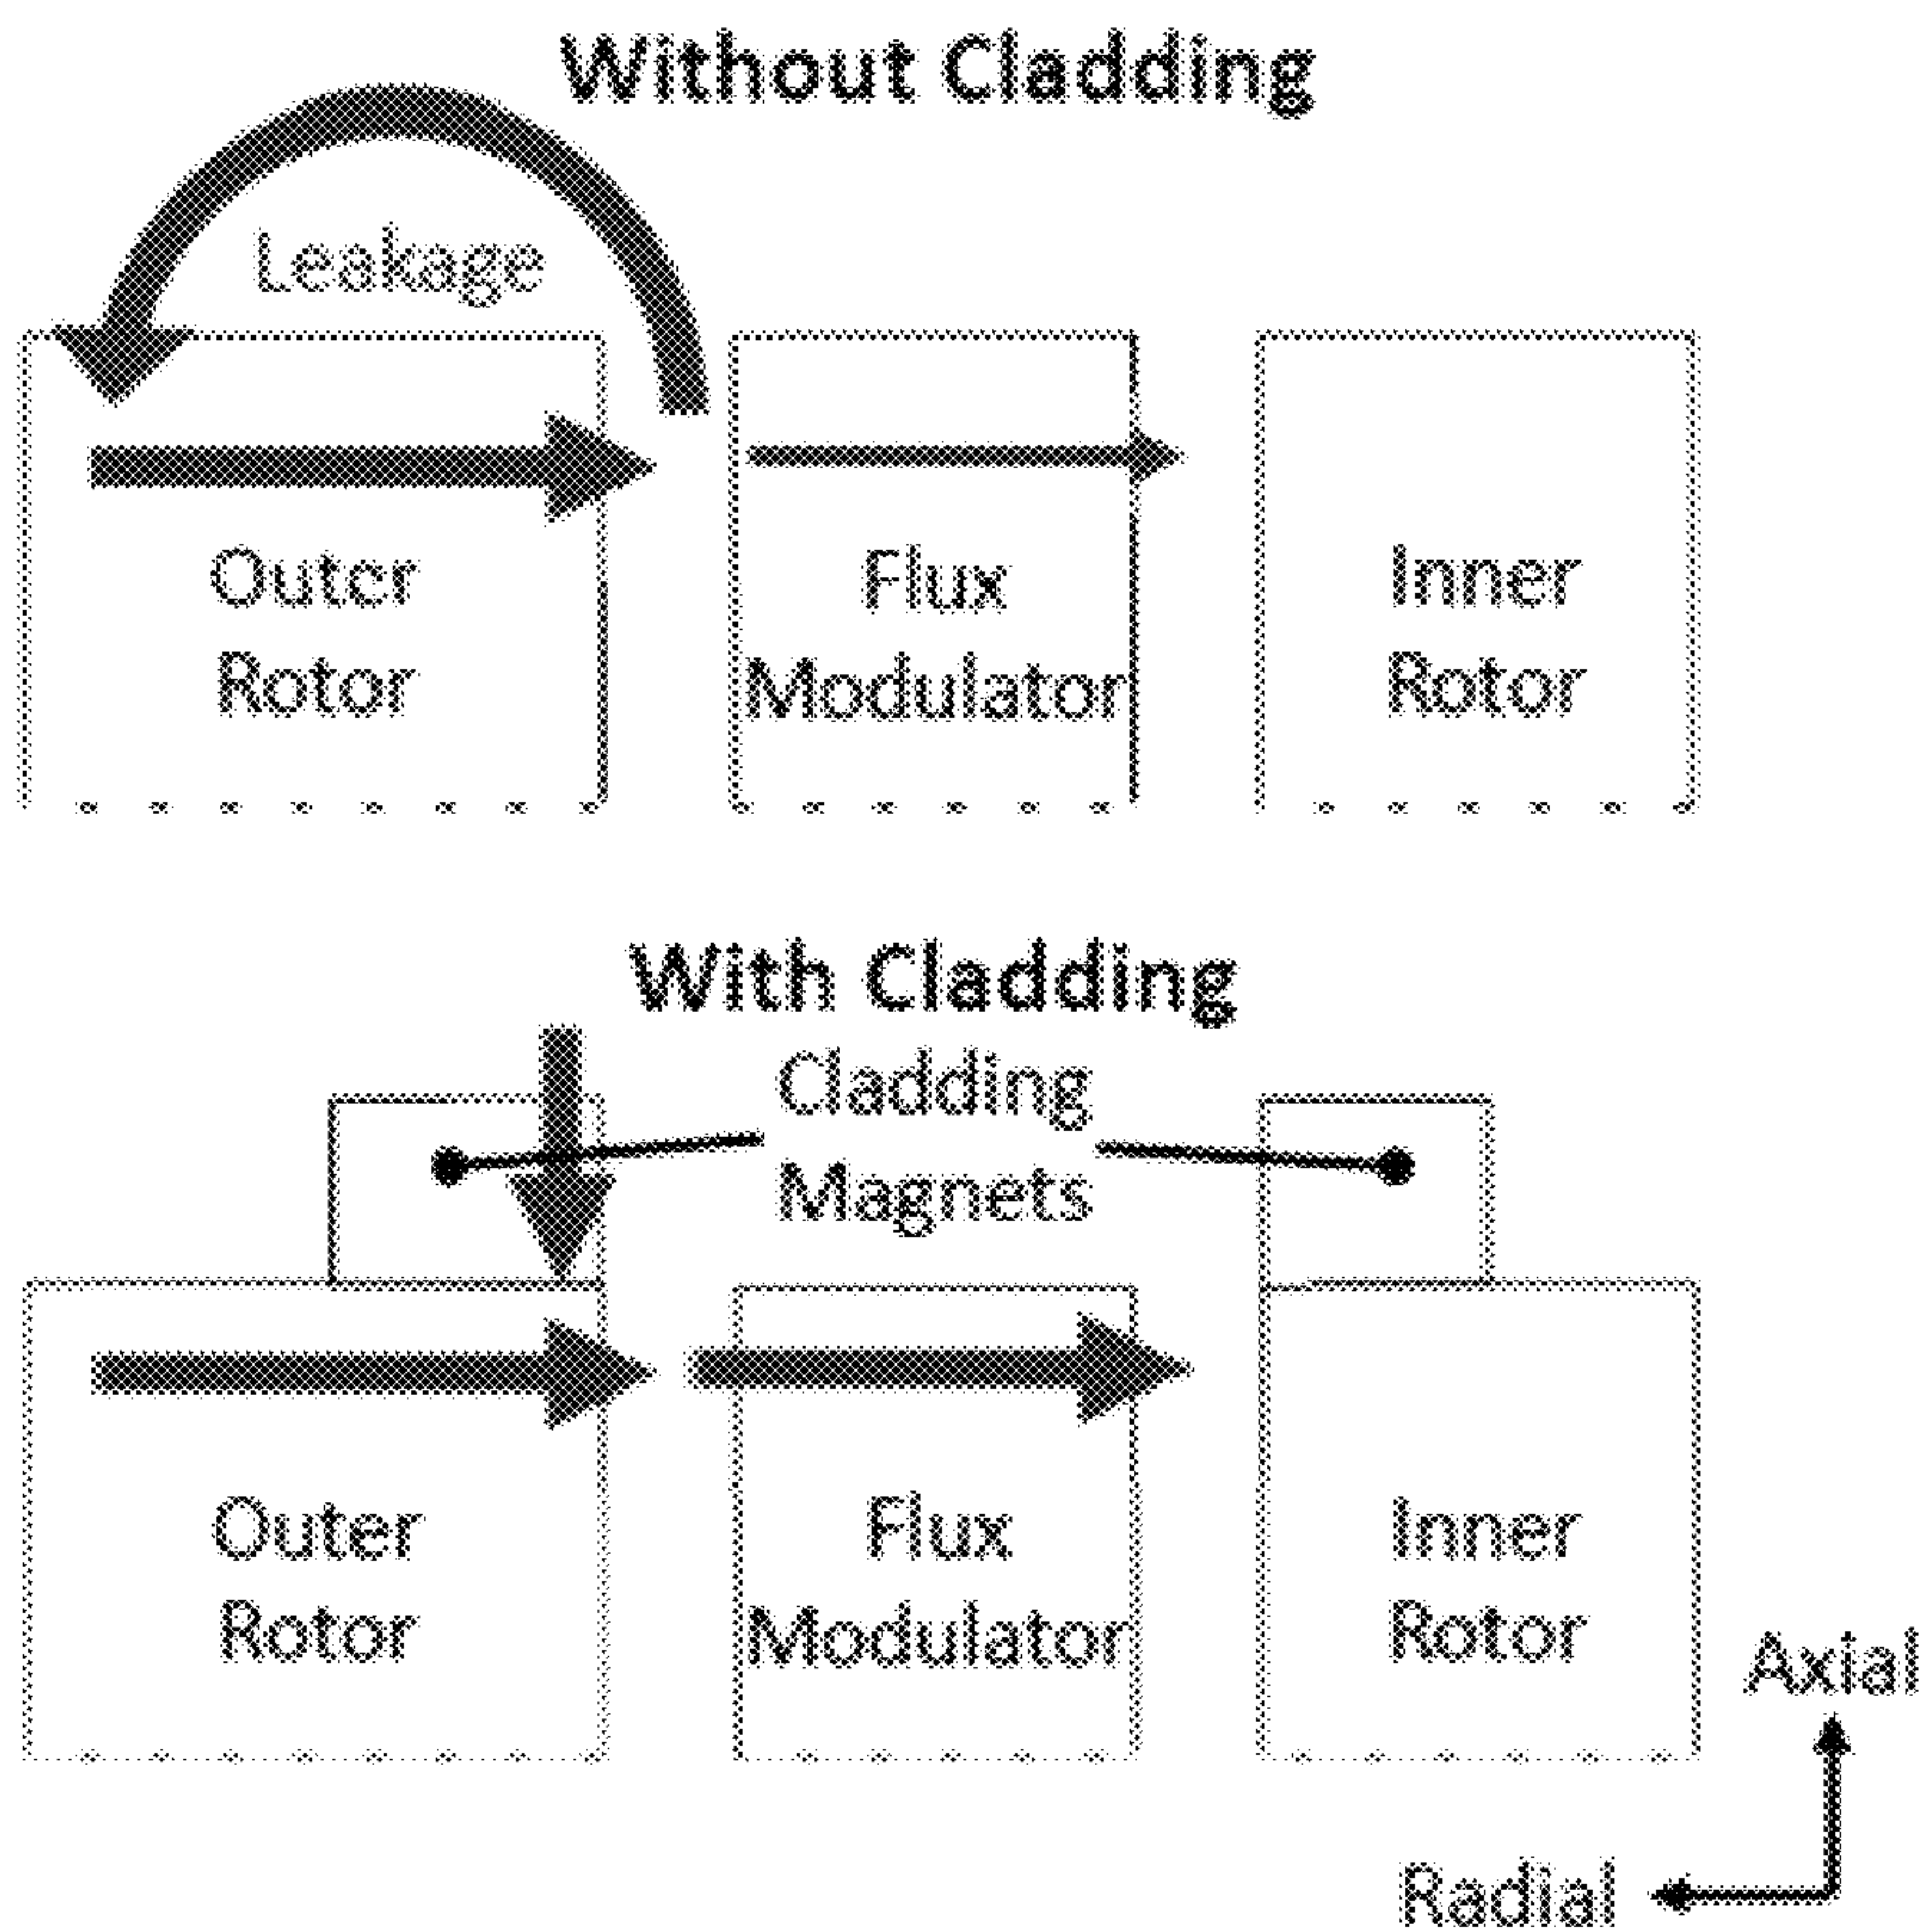 Without Cladding
Leakage
Outer
Rotor
Flux
Modulator
Inner
Rotor
With Cladding
Cladding
Magnets
Outer
Rotor
Flux
Modulator
Inner
Rotor
Axial
Radial